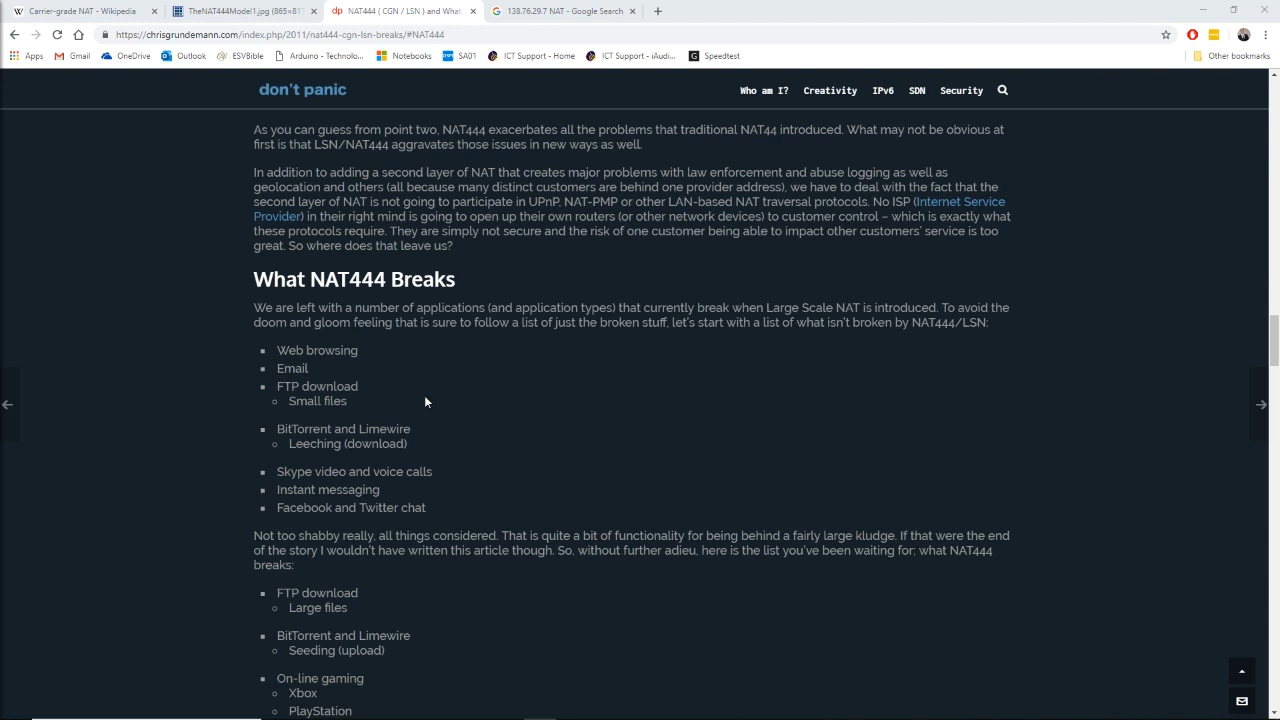 Carrier-grade NAT - Wikipedia
TheNAT444Model1.jpg (865×817
NAT444 ( CGN / LSN ) and What
138.76.29.7 NAT - Google Search
https://chrisgrundemann.com/index.php/2011/nat444-cgn-lsn-breaks/#NAT444
Apps
Gmail
OneDrive
Outlook
ESVBible
Arduino - Technolo...
Notebooks
SA01
ICT Support - Home
ICT Support - iAudi...
Speedtest
Other bookmarks
don't panic
Who am I?
Creativity
IPv6
SDN
Security
As you can guess from point two, NAT444 exacerbates all the problems that traditional NAT44 introduced. What may not be obvious at
first is that LSN/NAT444 aggravates those issues in new ways as well.
In addition to adding a second layer of NAT that creates major problems with law enforcement and abuse logging as well as
geolocation and others (all because many distinct customers are behind one provider address), we have to deal with the fact that the
second layer of NAT is not going to participate in UPnP, NAT-PMP or other LAN-based NAT traversal protocols. No ISP (Internet Service
Provider) in their right mind is going to open up their own routers (or other network devices) to customer control – which is exactly what
these protocols require. They are simply not secure and the risk of one customer being able to impact other customers' service is too
great. So where does that leave us?
What NAT444 Breaks
We are left with a number of applications (and application types) that currently break when Large Scale NAT is introduced. To avoid the
doom and gloom feeling that is sure to follow a list of just the broken stuff, let's start with a list of what isn't broken by NAT444/LSN:
Web browsing
Email
FTP download
Small files
BitTorrent and Limewire
Leeching (download)
Skype video and voice calls
Instant messaging
Facebook and Twitter chat
Not too shabby really, all things considered. That is quite a bit of functionality for being behind a fairly large kludge. If that were the end
of the story I wouldn't have written this article though. So, without further adieu, here is the list you've been waiting for; what NAT444
breaks:
FTP download
Large files
BitTorrent and Limewire
Seeding (upload)
On-line gaming
Xbox
PlayStation